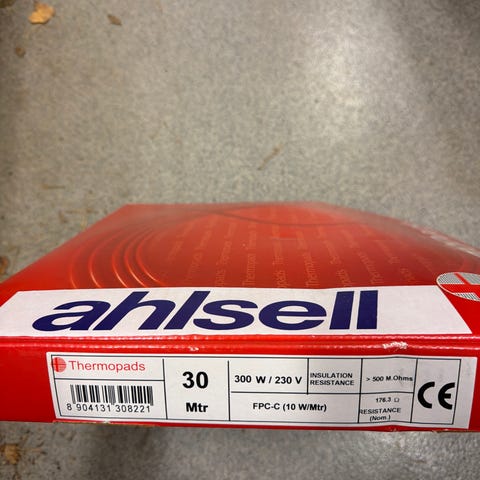 ahlsell
Thermopads
8 904131 308221
30
Mtr
300 W / 230 V
INSULATION
RESISTANCE
> 500 M.Ohms
FPC-C (10 W/Mtr)
176.3 Ω
RESISTANCE
(Nom.)
CE